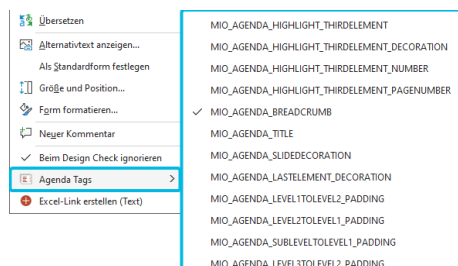 Übersetzen
Alternativtext anzeigen...
Als Standardform festlegen
Größe und Position...
Form formatieren...
Neuer Kommentar
Beim Design Check ignorieren
Agenda Tags
Excel-Link erstellen (Text)
MIO_AGENDA_HIGHLIGHT_THIRDELEMENT
MIO_AGENDA_HIGHLIGHT_THIRDELEMENT_DECORATION
MIO_AGENDA_HIGHLIGHT_THIRDELEMENT_NUMBER
MIO_AGENDA_HIGHLIGHT_THIRDELEMENT_PAGENUMBER
MIO_AGENDA_BREADCRUMB
MIO_AGENDA_TITLE
MIO_AGENDA_SLIDEDECORATION
MIO_AGENDA_LASTELEMENT_DECORATION
MIO_AGENDA_LEVEL1TOLEVEL2_PADDING
MIO_AGENDA_LEVEL2TOLEVEL1_PADDING
MIO_AGENDA_SUBLEVELTOLEVEL1_PADDING
MIO_AGENDA_LEVEL3TOLEVEL2_PADDING